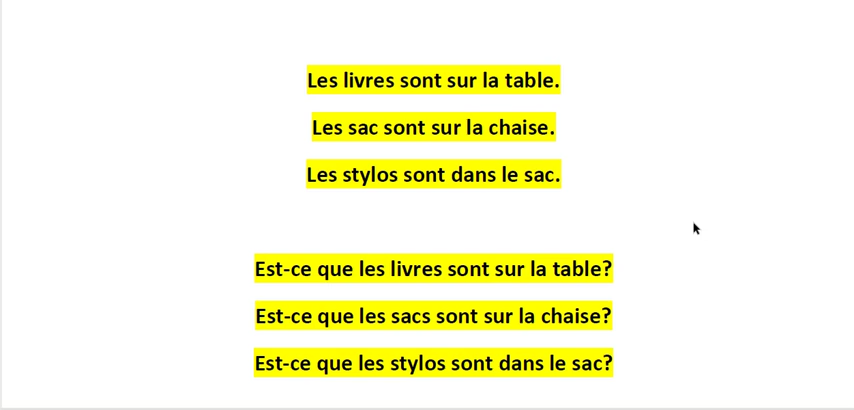 Les livres sont sur la table.
Les sac sont sur la chaise.
Les stylos sont dans le sac.
Est-ce que les livres sont sur la table?
Est-ce que les sacs sont sur la chaise?
Est-ce que les stylos sont dans le sac?